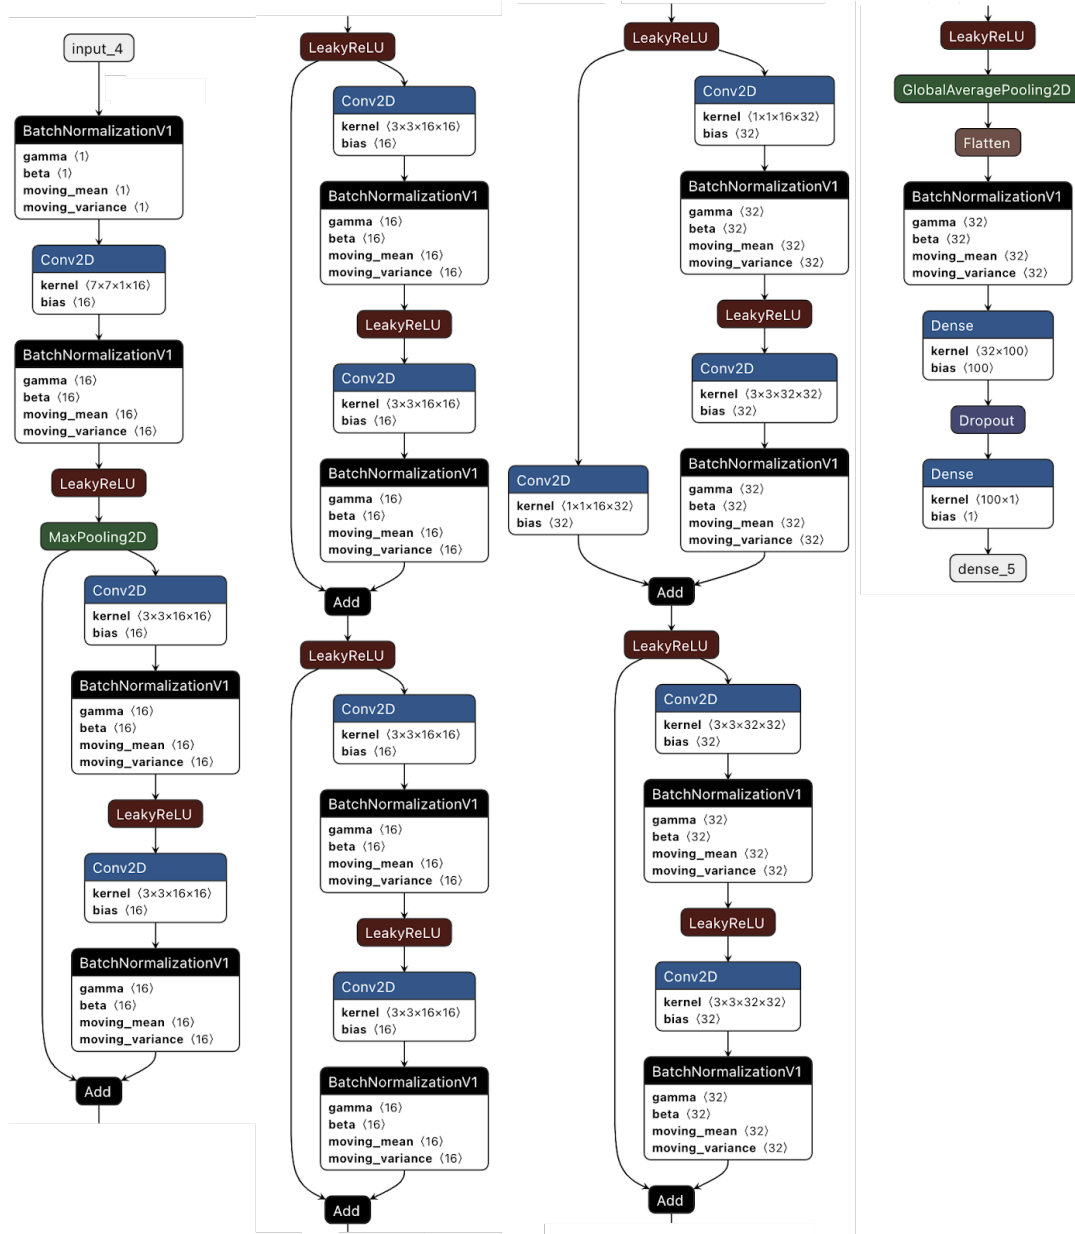 input_4
BatchNormalizationV1
gamma ⟨1⟩
beta ⟨1⟩
moving_mean ⟨1⟩
moving_variance ⟨1⟩
Conv2D
kernel ⟨7×7×1×16⟩
bias ⟨16⟩
BatchNormalizationV1
gamma ⟨16⟩
beta ⟨16⟩
moving_mean ⟨16⟩
moving_variance ⟨16⟩
LeakyReLU
MaxPooling2D
Conv2D
kernel ⟨3×3×16×16⟩
bias ⟨16⟩
BatchNormalizationV1
gamma ⟨16⟩
beta ⟨16⟩
moving_mean ⟨16⟩
moving_variance ⟨16⟩
LeakyReLU
Conv2D
kernel ⟨3×3×16×16⟩
bias ⟨16⟩
BatchNormalizationV1
gamma ⟨16⟩
beta ⟨16⟩
moving_mean ⟨16⟩
moving_variance ⟨16⟩
Add
LeakyReLU
Conv2D
kernel ⟨3×3×16×16⟩
bias ⟨16⟩
BatchNormalizationV1
gamma ⟨16⟩
beta ⟨16⟩
moving_mean ⟨16⟩
moving_variance ⟨16⟩
LeakyReLU
Conv2D
kernel ⟨3×3×16×16⟩
bias ⟨16⟩
BatchNormalizationV1
gamma ⟨16⟩
beta ⟨16⟩
moving_mean ⟨16⟩
moving_variance ⟨16⟩
Add
LeakyReLU
Conv2D
kernel ⟨3×3×16×16⟩
bias ⟨16⟩
BatchNormalizationV1
gamma ⟨16⟩
beta ⟨16⟩
moving_mean ⟨16⟩
moving_variance ⟨16⟩
LeakyReLU
Conv2D
kernel ⟨3×3×16×16⟩
bias ⟨16⟩
BatchNormalizationV1
gamma ⟨16⟩
beta ⟨16⟩
moving_mean ⟨16⟩
moving_variance ⟨16⟩
Add
LeakyReLU
Conv2D
kernel ⟨1×1×16×32⟩
bias ⟨32⟩
BatchNormalizationV1
gamma ⟨32⟩
beta ⟨32⟩
moving_mean ⟨32⟩
moving_variance ⟨32⟩
LeakyReLU
Conv2D
kernel ⟨3×3×32×32⟩
bias ⟨32⟩
BatchNormalizationV1
gamma ⟨32⟩
beta ⟨32⟩
moving_mean ⟨32⟩
moving_variance ⟨32⟩
Conv2D
kernel ⟨1×1×16×32⟩
bias ⟨32⟩
Add
LeakyReLU
Conv2D
kernel ⟨3×3×32×32⟩
bias ⟨32⟩
BatchNormalizationV1
gamma ⟨32⟩
beta ⟨32⟩
moving_mean ⟨32⟩
moving_variance ⟨32⟩
LeakyReLU
Conv2D
kernel ⟨3×3×32×32⟩
bias ⟨32⟩
BatchNormalizationV1
gamma ⟨32⟩
beta ⟨32⟩
moving_mean ⟨32⟩
moving_variance ⟨32⟩
Add
LeakyReLU
GlobalAveragePooling2D
Flatten
BatchNormalizationV1
gamma ⟨32⟩
beta ⟨32⟩
moving_mean ⟨32⟩
moving_variance ⟨32⟩
Dense
kernel ⟨32×100⟩
bias ⟨100⟩
Dropout
Dense
kernel ⟨100×1⟩
bias ⟨1⟩
dense_5